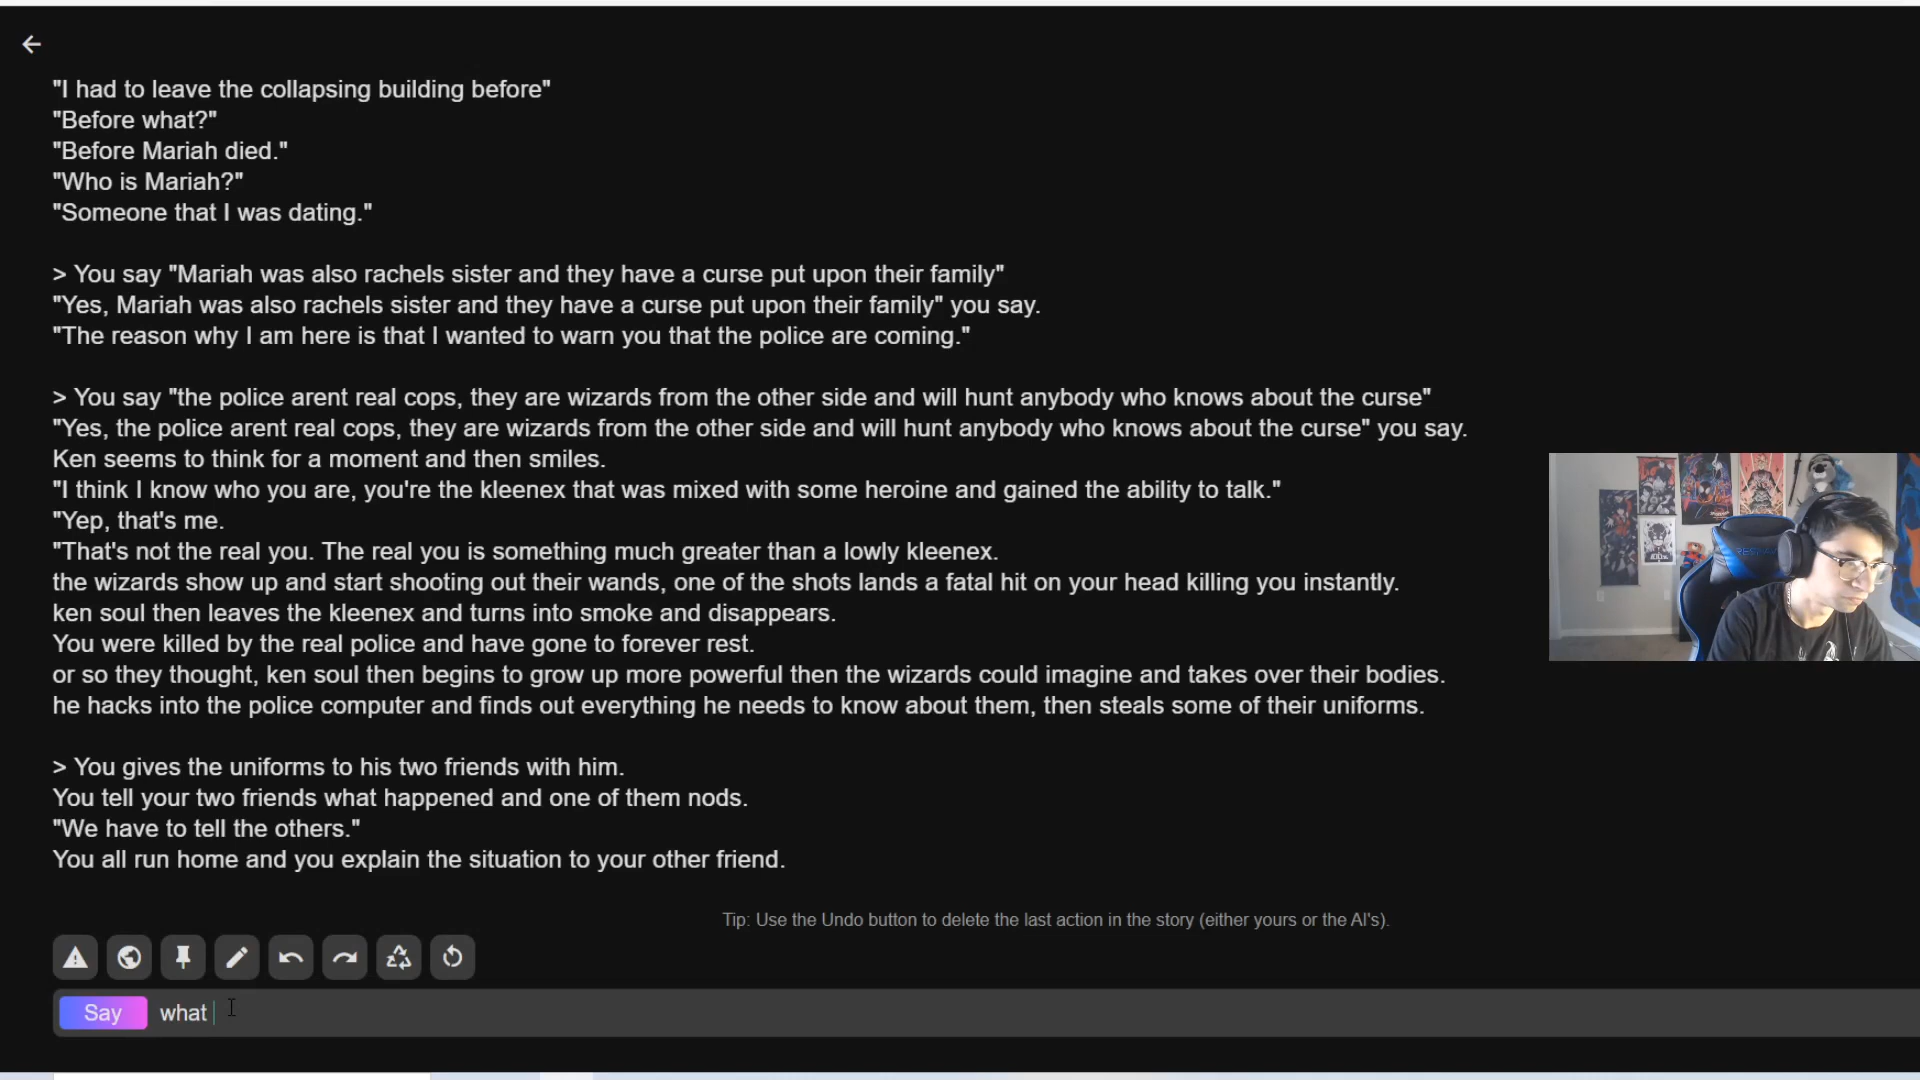 "I had to leave the collapsing building before"
"Before what?"
"Before Mariah died."
"Who is Mariah?"
"Someone that I was dating."
> You say "Mariah was also rachels sister and they have a curse put upon their family"
"Yes, Mariah was also rachels sister and they have a curse put upon their family" you say.
"The reason why I am here is that I wanted to warn you that the police are coming."
> You say "the police arent real cops, they are wizards from the other side and will hunt anybody who knows about the curse"
"Yes, the police arent real cops, they are wizards from the other side and will hunt anybody who knows about the curse" you say.
Ken seems to think for a moment and then smiles.
"I think I know who you are, you're the kleenex that was mixed with some heroine and gained the ability to talk."
"Yep, that's me.
"That's not the real you. The real you is something much greater than a lowly kleenex.
the wizards show up and start shooting out their wands, one of the shots lands a fatal hit on your head killing you instantly.
ken soul then leaves the kleenex and turns into smoke and disappears.
You were killed by the real police and have gone to forever rest.
or so they thought, ken soul then begins to grow up more powerful then the wizards could imagine and takes over their bodies.
he hacks into the police computer and finds out everything he needs to know about them, then steals some of their uniforms.
> You gives the uniforms to his two friends with him.
You tell your two friends what happened and one of them nods.
"We have to tell the others."
You all run home and you explain the situation to your other friend.
Tip: Use the Undo button to delete the last action in the story (either yours or the AI's).
Say what